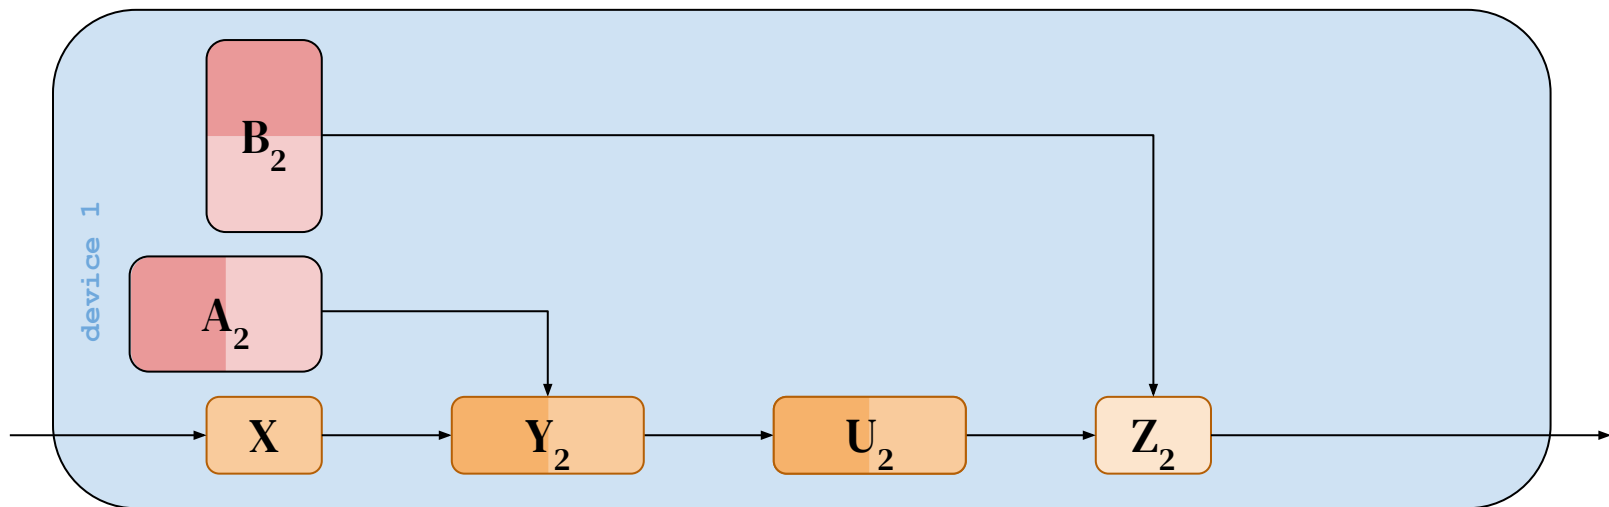 B₂
device 1
A₂
X
Y₂
U₂
Z₂